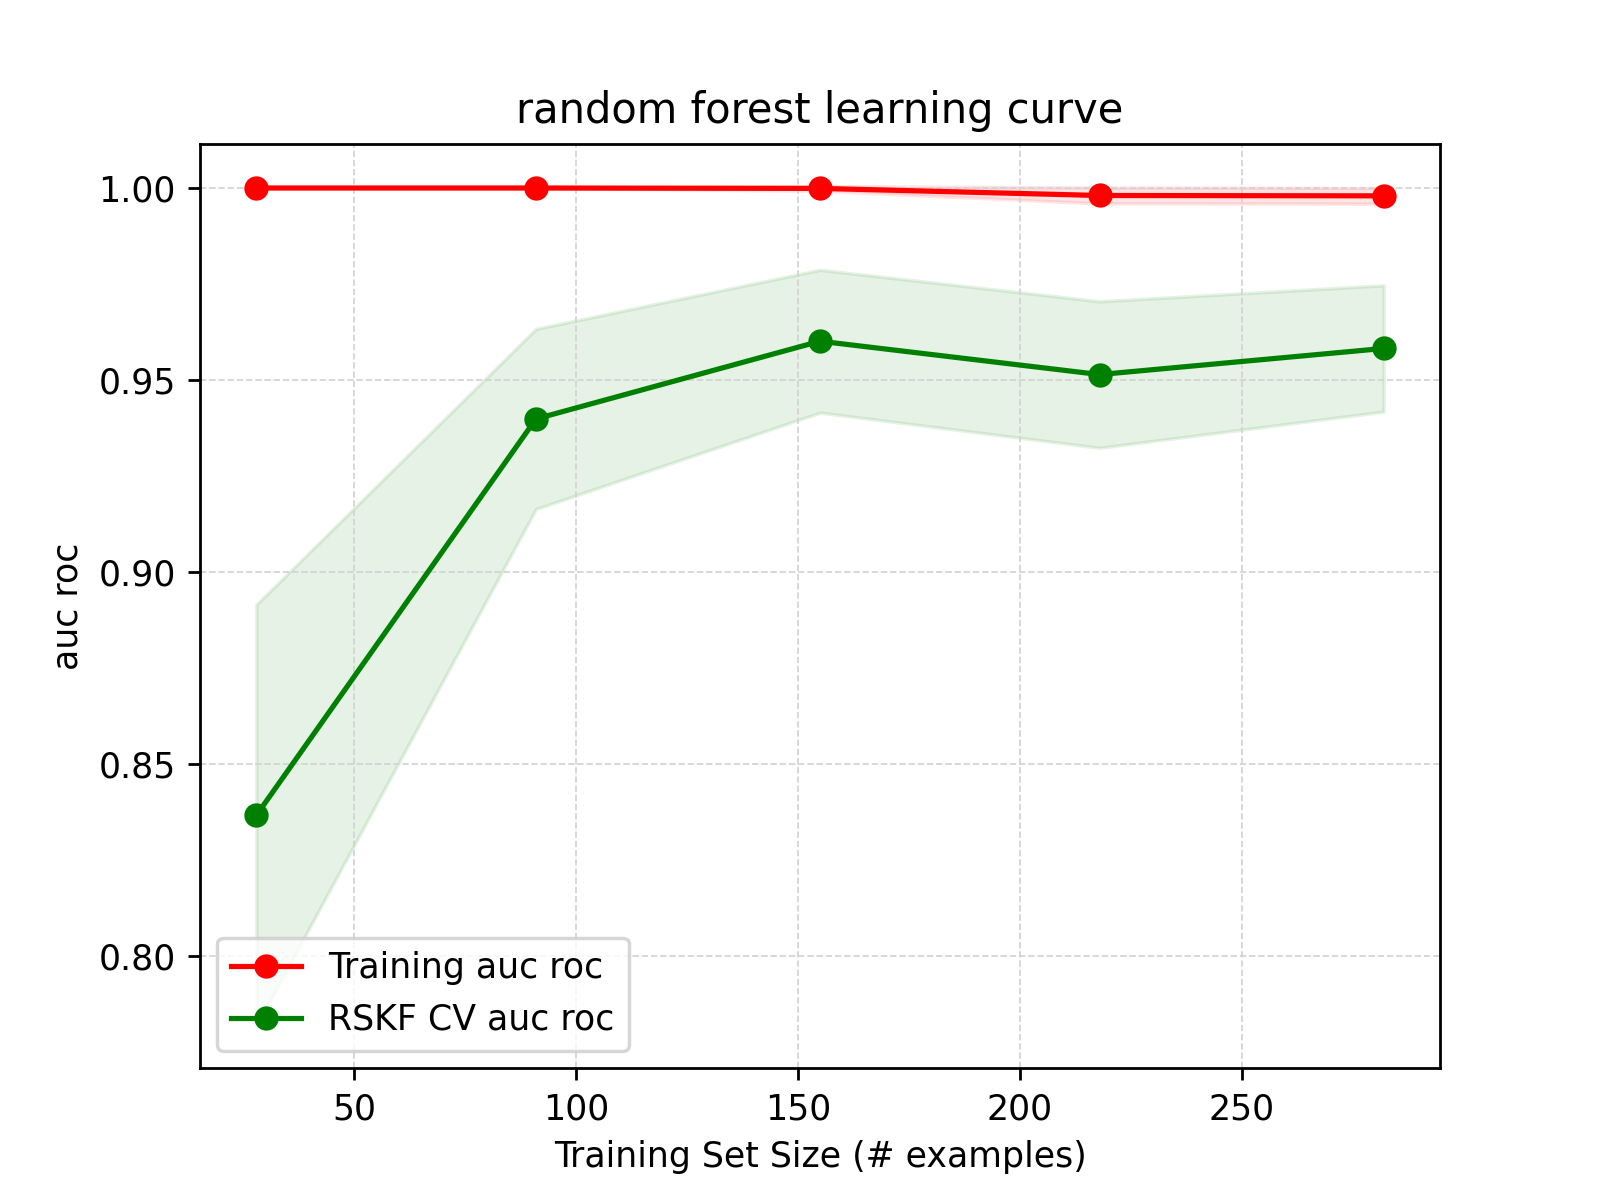 random forest learning curve
1.00
0.95
0.90
0.85
0.80
auc roc
Training auc roc
RSKF CV auc roc
50 100 150 200 250
Training Set Size (# examples)